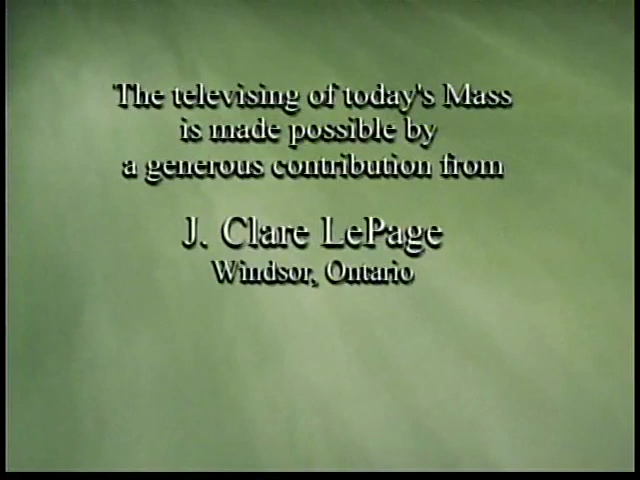 The televising of today's Mass
is made possible by
a generous contribution from
J. Clare LePage
Windsor, Ontario